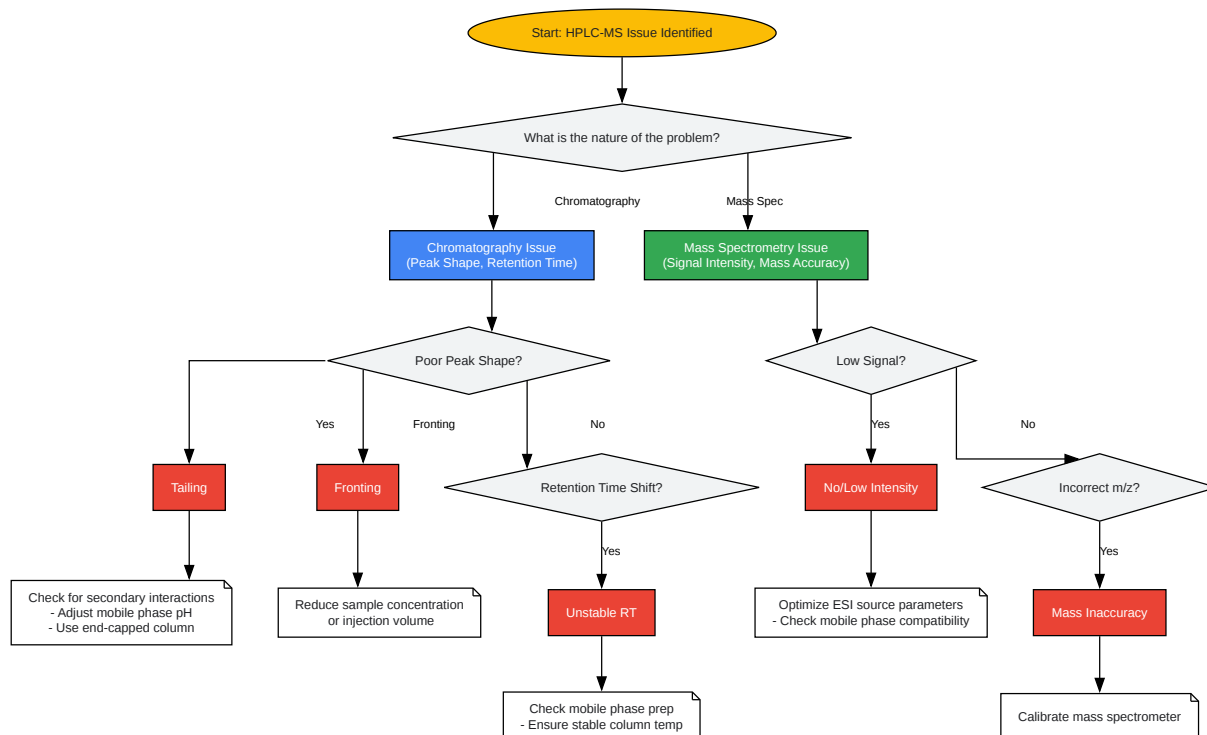 Start: HPLC-MS Issue Identified
What is the nature of the problem?
Chromatography
Mass Spec
Chromatography Issue
(Peak Shape, Retention Time)
Mass Spectrometry Issue
(Signal Intensity, Mass Accuracy)
Poor Peak Shape?
Low Signal?
Yes
Fronting
No
Yes
No
Tailing
Fronting
Retention Time Shift?
No/Low Intensity
Incorrect m/z?
Yes
Yes
Check for secondary interactions
- Adjust mobile phase pH
- Use end-capped column
Reduce sample concentration
or injection volume
Unstable RT
Optimize ESI source parameters
- Check mobile phase compatibility
Mass Inaccuracy
Check mobile phase prep
- Ensure stable column temp
Calibrate mass spectrometer